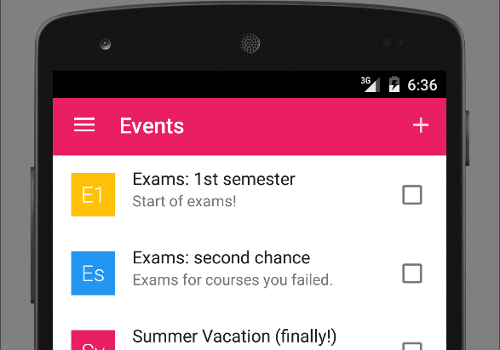 3G 6:36
Events +
E1
Exams: 1st semester
Start of exams!
Es
Exams: second chance
Exams for courses you failed.
Sv
Summer Vacation (finally!)